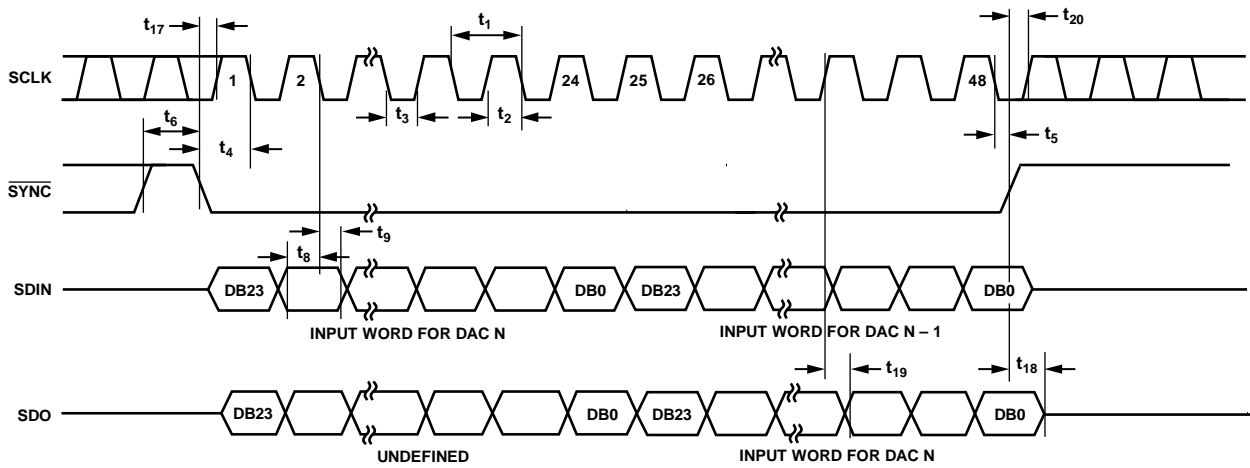 t17
t1
t20
SCLK
1
2
24
25
26
48
t3
t2
t6
t4
t5
SYNC
t9
t8
SDIN
DB23
DB0
DB23
DB0
INPUT WORD FOR DAC N
INPUT WORD FOR DAC N – 1
t19
t18
SDO
DB23
DB0
DB23
DB0
UNDEFINED
INPUT WORD FOR DAC N